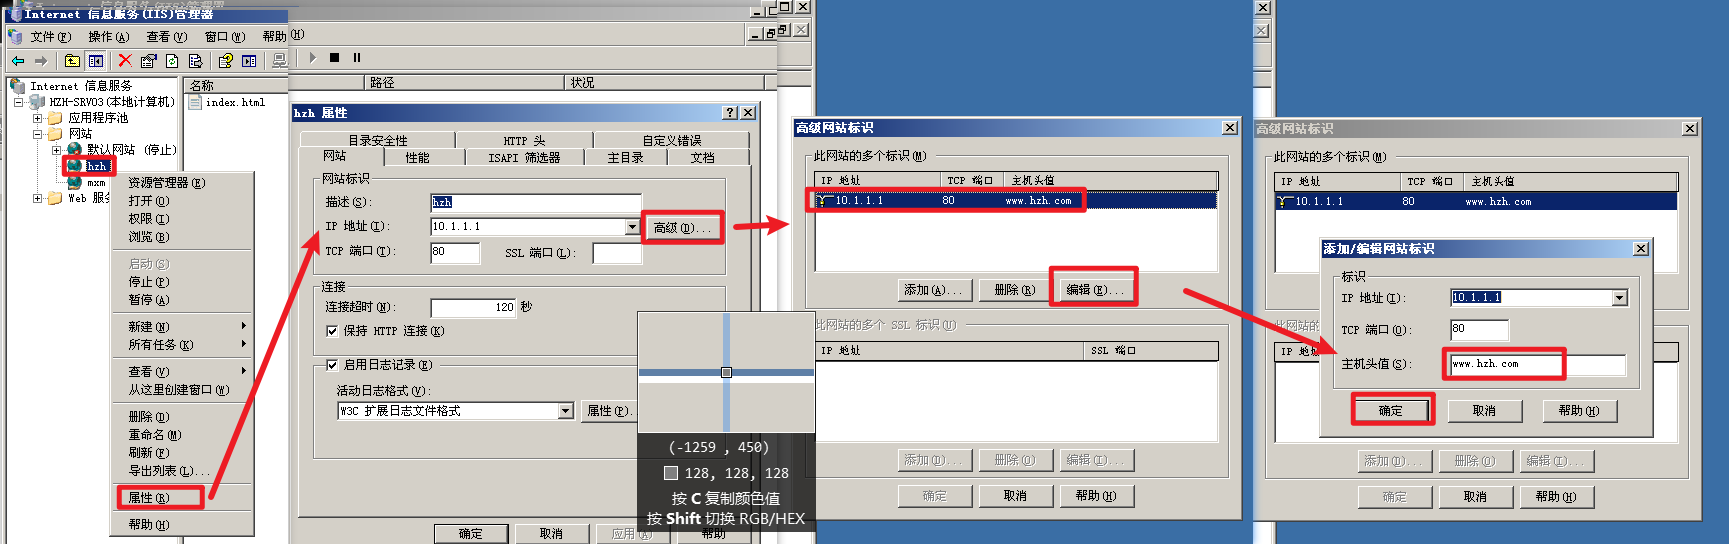 Internet 信息服务(IIS)管理器
文件(F) 操作(A) 查看(V) 窗口(W) 帮助(H)
Internet 信息服务
HZH-SRV03(本地计算机)
应用程序池
网站
默认网站 (停止)
hzh
mxm
Web 服
名称
index.html
路径
状况
资源管理器(E)
打开(O)
权限(I)
浏览(B)
启动(S)
停止(P)
暂停(A)
新建(N)
所有任务(K)
查看(V)
从这里创建窗口(W)
删除(D)
重命名(M)
刷新(F)
导出列表(L)...
属性(R)
帮助(H)
hzh 属性
目录安全性 HTTP 头 自定义错误
网站 性能 ISAPI 筛选器 主目录 文档
网站标识
描述(S): hzh
IP 地址(I): 10.1.1.1 高级(D)...
TCP 端口(T): 80 SSL 端口(L):
连接
连接超时(N): 120 秒
保持 HTTP 连接(K)
启用日志记录(E)
活动日志格式(V):
W3C 扩展日志文件格式 属性(P).
确定 取消 应用(A) 帮助
(-1259 , 450)
128, 128, 128
按 C 复制颜色值
按 Shift 切换 RGB/HEX
高级网站标识
此网站的多个标识(M)
IP 地址 TCP 端口 主机头值
10.1.1.1 80 www.hzh.com
添加(A)... 删除(R) 编辑(E)...
此网站的多个 SSL 标识(U)
IP 地址 SSL 端口
添加(D)... 删除(O) 编辑(I)...
确定 取消 帮助(H)
高级网站标识
此网站的多个标识(M)
IP 地址 TCP 端口 主机头值
10.1.1.1 80 www.hzh.com
此网站的
IP 地
添加/编辑网站标识
标识
IP 地址(I): 10.1.1.1
TCP 端口(O): 80
主机头值(S): www.hzh.com
确定 取消 帮助(H)
添加(D)... 删除(O) 编辑(I)...
确定 取消 帮助(H)